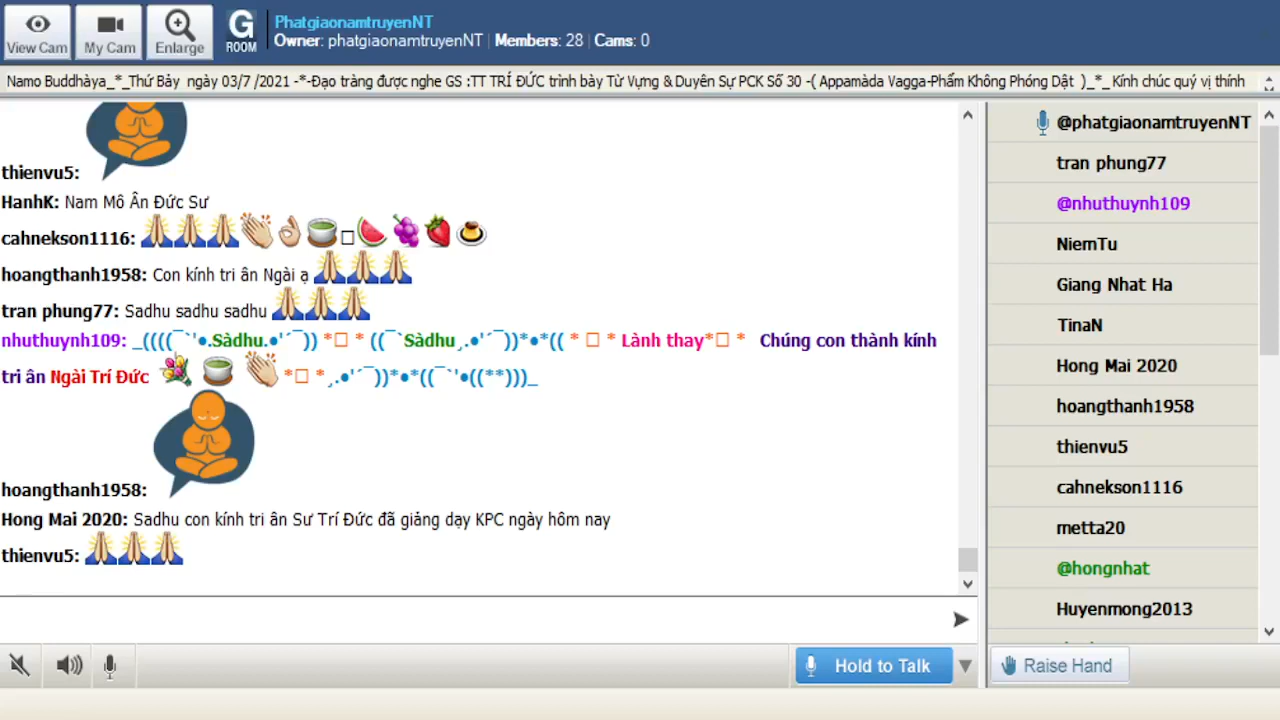 View Cam
My Cam
Enlarge
G
ROOM
PhatgiaonamtruyenNT
Owner: phatgiaonamtruyenNT | Members: 28 | Cams: 0
Namo Buddhàya_*_Thứ Bảy ngày 03/7 /2021 -*-Đạo tràng được nghe GS :TT TRÍ ĐỨC trình bày Từ Vựng & Duyên Sự PCK Số 30 -( Appamàda Vagga-Phẩm Không Phóng Dật )_*_Kính chúc quý vị thính
thienvu5:
HanhK: Nam Mô Ân Đức Sư
cahnekson1116: 🙏🙏🙏👏👌🍵□🍉🍇🍓🍮
hoangthanh1958: Con kính tri ân Ngài ạ 🙏🙏🙏
tran phung77: Sadhu sadhu sadhu 🙏🙏🙏
nhuthuynh109: _((((¯`'•.Sàdhu.•'´¯)) *□ * ((¯`Sàdhu¸.•'´¯))*•*(( * □ * Lành thay*□ * Chúng con thành kính
tri ân Ngài Trí Đức 💐 🍵 👏 *□ *¸.•'´¯))*•*((¯`'•((**)))_
hoangthanh1958:
Hong Mai 2020: Sadhu con kính tri ân Sư Trí Đức đã giảng dạy KPC ngày hôm nay
thienvu5: 🙏🙏🙏
@phatgiaonamtruyenNT
tran phung77
@nhuthuynh109
NiemTu
Giang Nhat Ha
TinaN
Hong Mai 2020
hoangthanh1958
thienvu5
cahnekson1116
metta20
@hongnhat
Huyenmong2013
Hold to Talk
Raise Hand